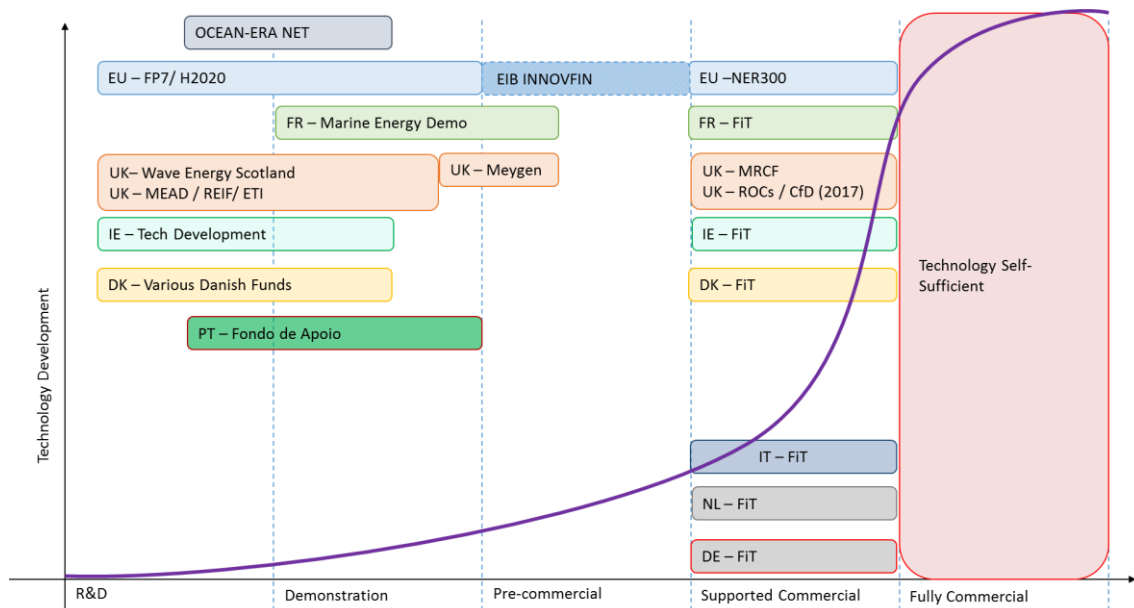 OCEAN-ERA NET
EU – FP7/ H2020
EIB INNOVFIN
EU –NER300
FR – Marine Energy Demo
FR – FiT
UK– Wave Energy Scotland
UK – MEAD / REIF/ ETI
UK – Meygen
UK – MRCF
UK – ROCs / CfD (2017)
IE – Tech Development
IE – FiT
Technology Self-
Sufficient
DK – Various Danish Funds
DK – FiT
PT – Fondo de Apoio
Technology Development
IT – FiT
NL – FiT
DE – FiT
R&D
Demonstration
Pre-commercial
Supported Commercial
Fully Commercial